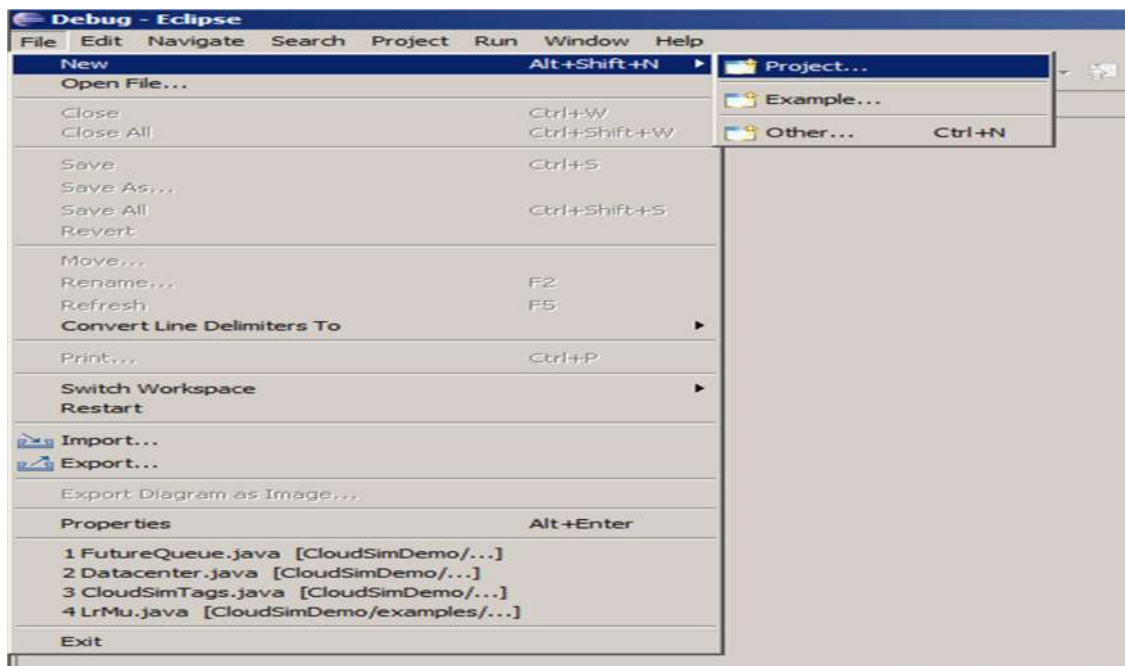 Debug - Eclipse
File Edit Navigate Search Project Run Window Help
New Alt+Shift+N
Open File...
Close Ctrl+W
Close All Ctrl+Shift+W
Save Ctrl+S
Save As...
Save All Ctrl+Shift+S
Revert
Move...
Rename... F2
Refresh F5
Convert Line Delimiters To
Print... Ctrl+P
Switch Workspace
Restart
Import...
Export...
Export Diagram as Image...
Properties Alt+Enter
1 FutureQueue.java [CloudSimDemo/...]
2 Datacenter.java [CloudSimDemo/...]
3 CloudSimTags.java [CloudSimDemo/...]
4 LrMu.java [CloudSimDemo/examples/...]
Exit
Project...
Example...
Other... Ctrl+N